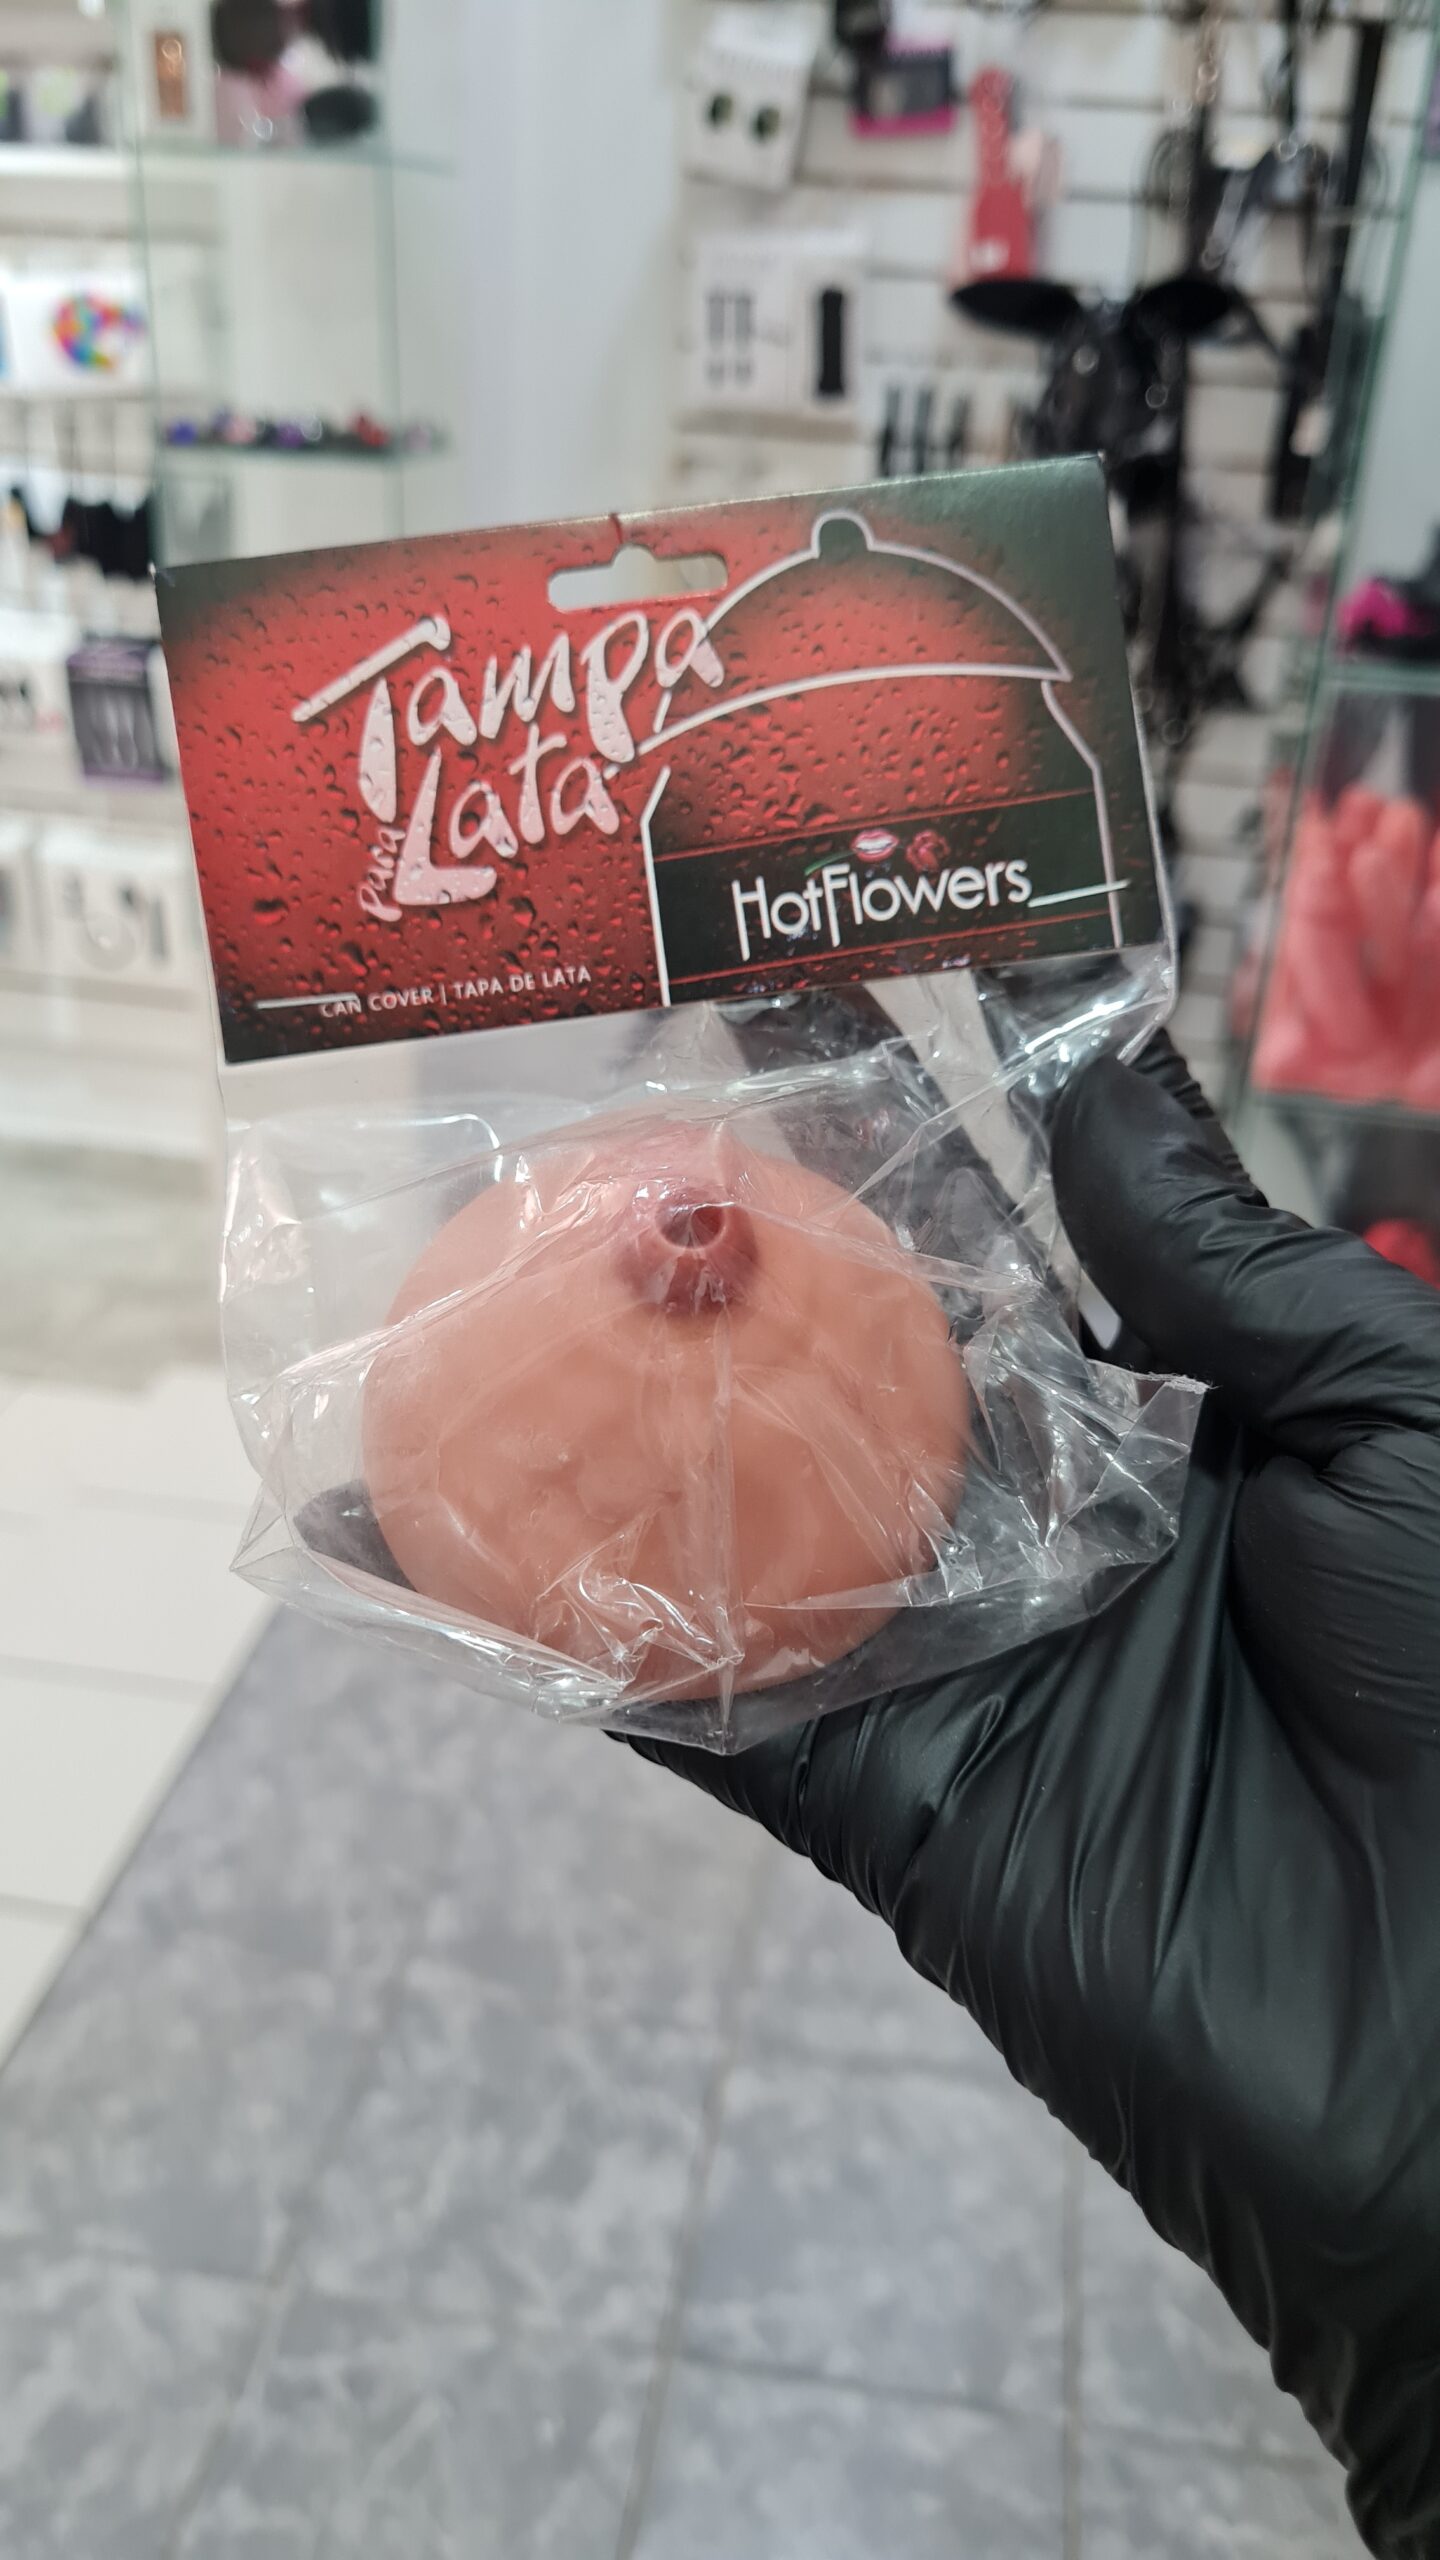 Tampa
para Lata
HotFlowers
CAN COVER | TAPA DE LATA